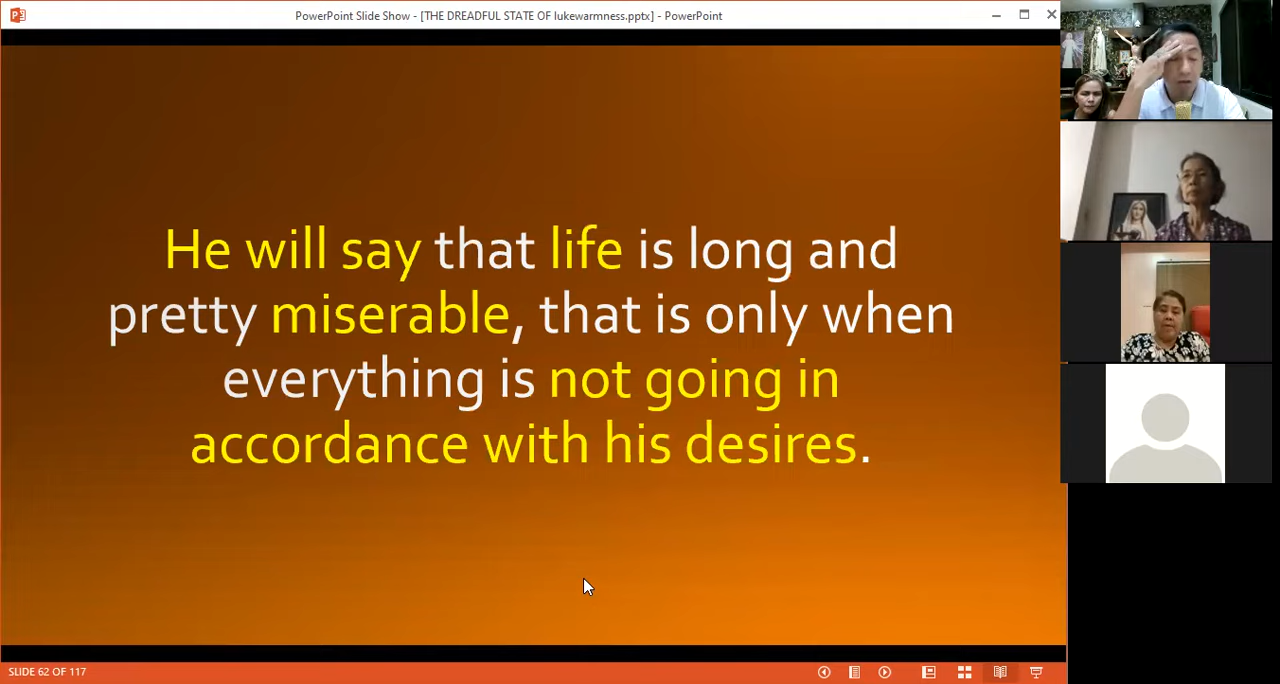 PowerPoint Slide Show - [THE DREADFUL STATE OF lukewarmness.pptx] - PowerPoint
He will say that life is long and
pretty miserable, that is only when
everything is not going in
accordance with his desires.
SLIDE 62 OF 117